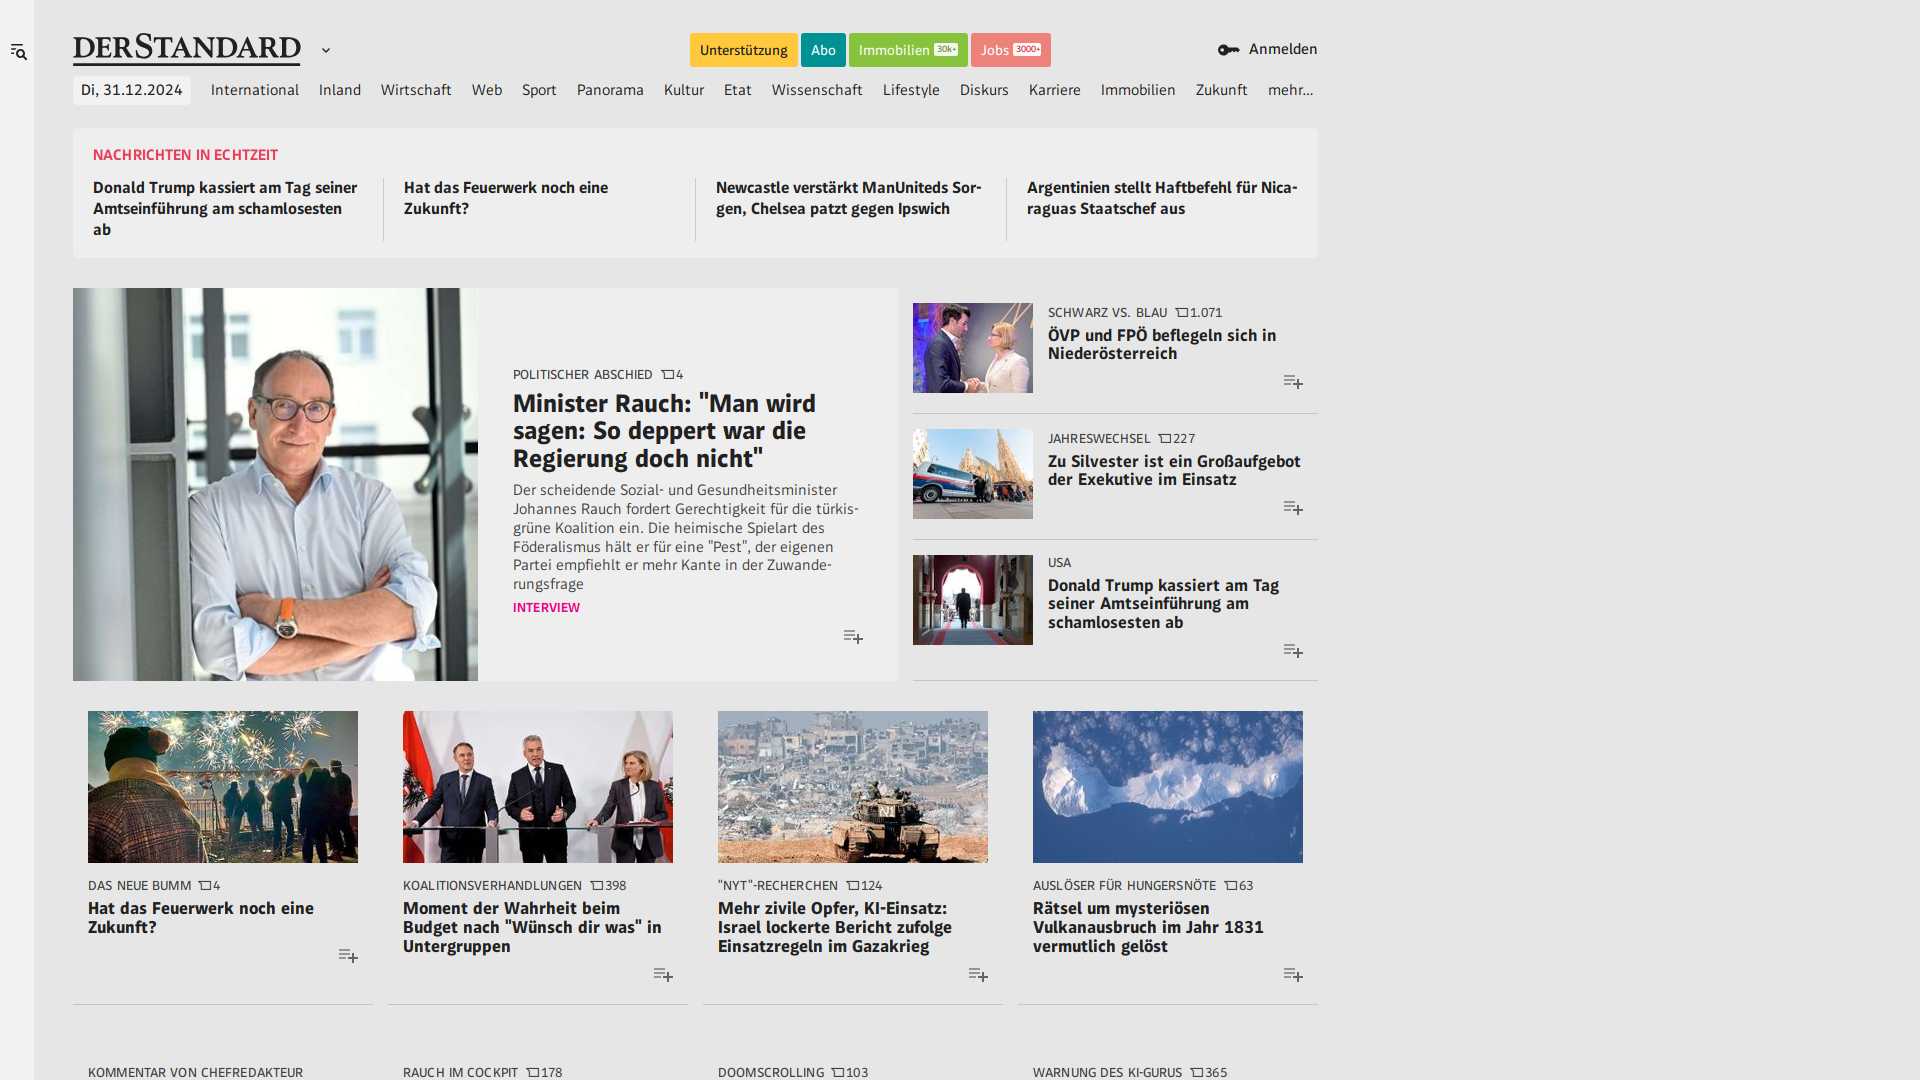 DERSTANDARD
Unterstützung
Abo
Immobilien 30k+
Jobs 3000+
Anmelden
Di, 31.12.2024
International
Inland
Wirtschaft
Web
Sport
Panorama
Kultur
Etat
Wissenschaft
Lifestyle
Diskurs
Karriere
Immobilien
Zukunft
mehr...
NACHRICHTEN IN ECHTZEIT
Donald Trump kassiert am Tag seiner
Amtseinführung am schamlosesten
ab
Hat das Feuerwerk noch eine
Zukunft?
Newcastle verstärkt ManUniteds Sor-
gen, Chelsea patzt gegen Ipswich
Argentinien stellt Haftbefehl für Nica-
raguas Staatschef aus
POLITISCHER ABSCHIED 4
Minister Rauch: "Man wird
sagen: So deppert war die
Regierung doch nicht"
Der scheidende Sozial- und Gesundheitsminister
Johannes Rauch fordert Gerechtigkeit für die türkis-
grüne Koalition ein. Die heimische Spielart des
Föderalismus hält er für eine "Pest", der eigenen
Partei empfiehlt er mehr Kante in der Zuwande-
rungsfrage
INTERVIEW
SCHWARZ VS. BLAU 1.071
ÖVP und FPÖ beflegeln sich in
Niederösterreich
JAHRESWECHSEL 227
Zu Silvester ist ein Großaufgebot
der Exekutive im Einsatz
USA
Donald Trump kassiert am Tag
seiner Amtseinführung am
schamlosesten ab
DAS NEUE BUMM 4
Hat das Feuerwerk noch eine
Zukunft?
KOALITIONSVERHANDLUNGEN 398
Moment der Wahrheit beim
Budget nach "Wünsch dir was" in
Untergruppen
"NYT"-RECHERCHEN 124
Mehr zivile Opfer, KI-Einsatz:
Israel lockerte Bericht zufolge
Einsatzregeln im Gazakrieg
AUSLÖSER FÜR HUNGERSNÖTE 63
Rätsel um mysteriösen
Vulkanausbruch im Jahr 1831
vermutlich gelöst
KOMMENTAR VON CHEFREDAKTEUR
RAUCH IM COCKPIT 178
DOOMSCROLLING 103
WARNUNG DES KI-GURUS 365